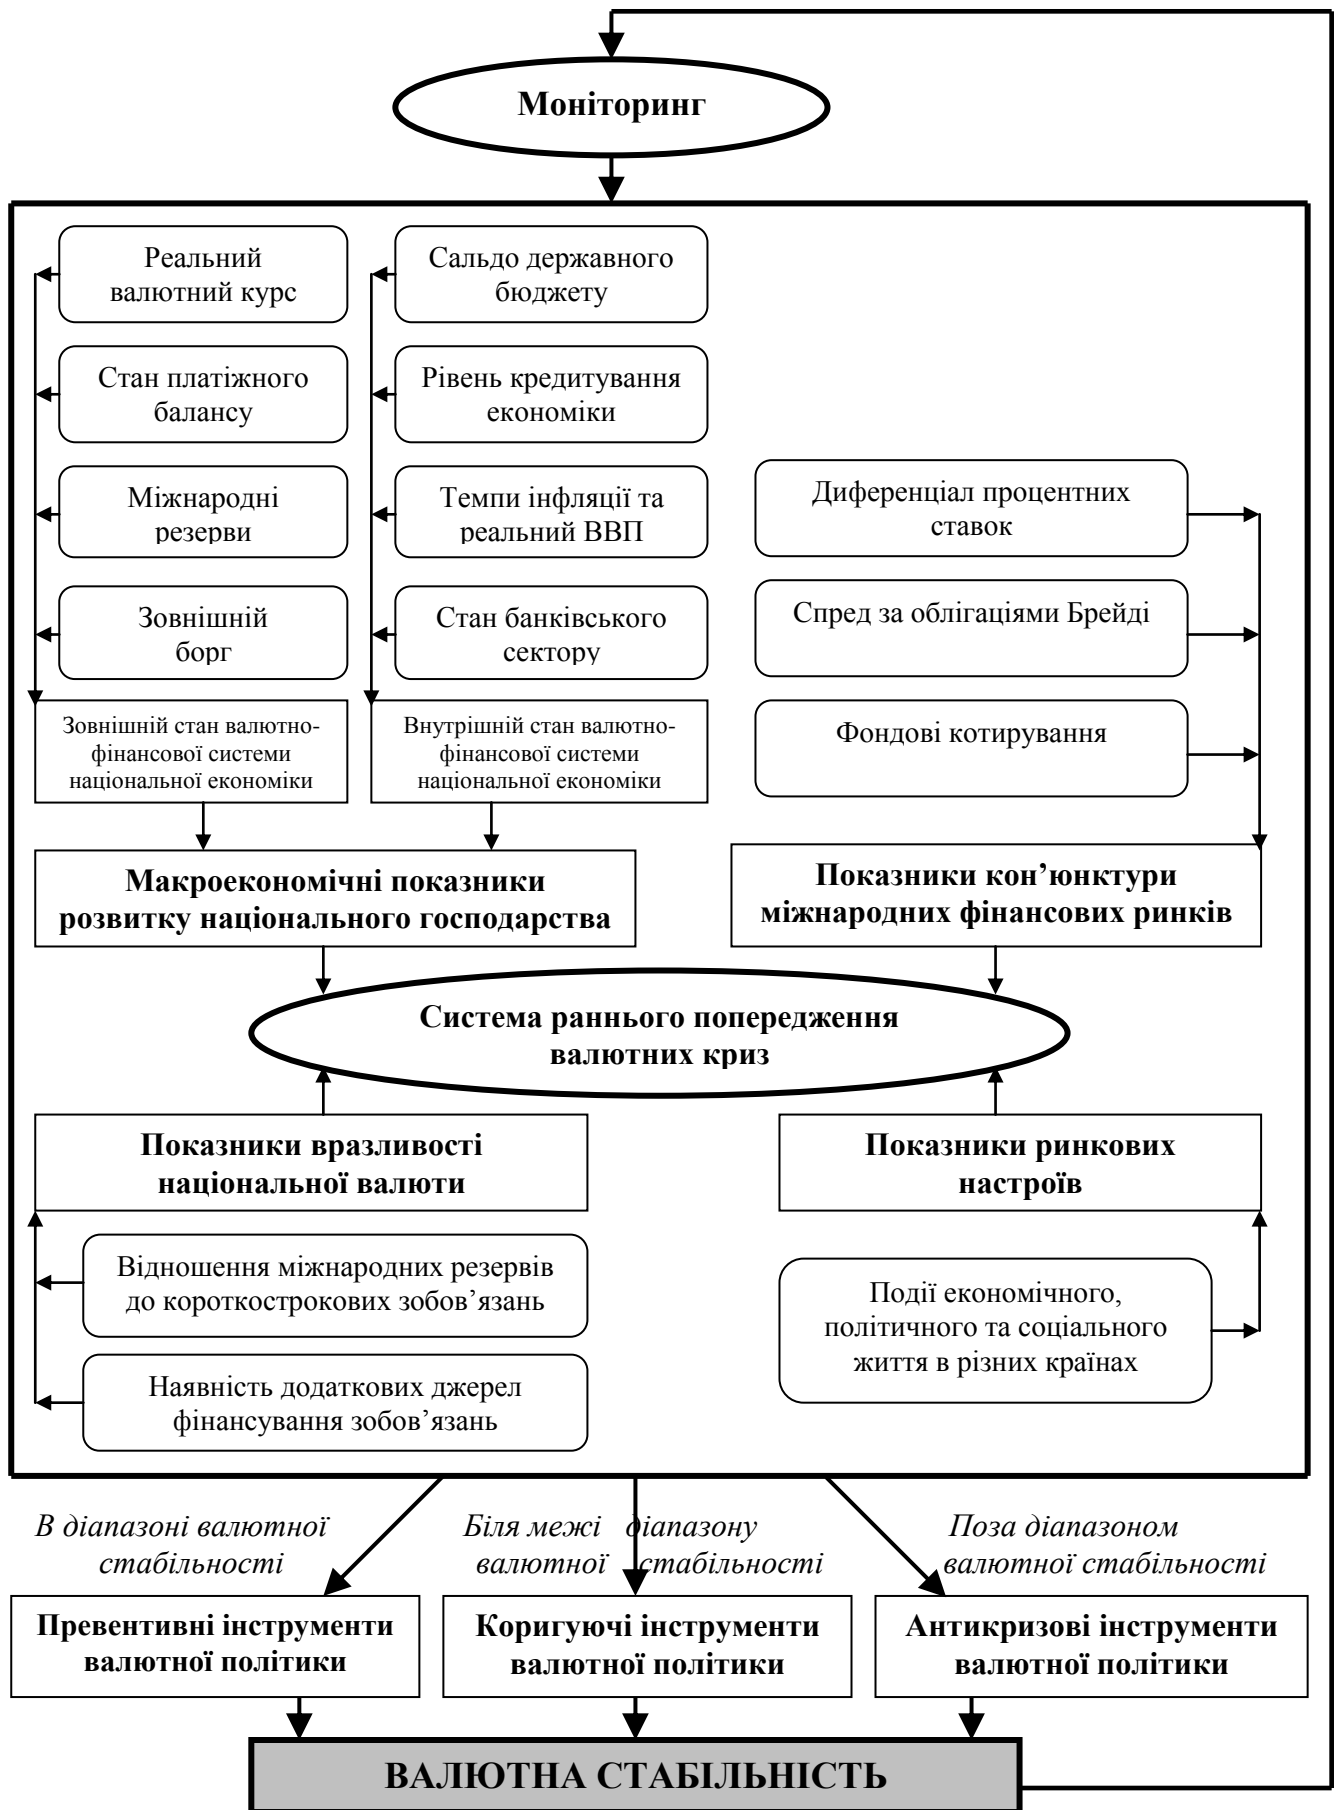 Моніторинг
Реальний
валютний курс
Стан платіжного
балансу
Міжнародні
резерви
Зовнішній
борг
Зовнішній стан валютно-
фінансової системи
національної економіки
Сальдо державного
бюджету
Рівень кредитування
економіки
Темпи інфляції та
реальний ВВП
Стан банківського
сектору
Внутрішній стан валютно-
фінансової системи
національної економіки
Диференціал процентних
ставок
Спред за облігаціями Брейді
Фондові котирування
Макроекономічні показники
розвитку національного господарства
Показники кон’юнктури
міжнародних фінансових ринків
Система раннього попередження
валютних криз
Показники вразливості
національної валюти
Відношення міжнародних резервів
до короткострокових зобов’язань
Наявність додаткових джерел
фінансування зобов’язань
Показники ринкових
настроїв
Події економічного,
політичного та соціального
життя в різних країнах
В діапазоні валютної
стабільності
Біля межі діапазону
валютної стабільності
Поза діапазоном
валютної стабільності
Превентивні інструменти
валютної політики
Коригуючі інструменти
валютної політики
Антикризові інструменти
валютної політики
ВАЛЮТНА СТАБІЛЬНІСТЬ